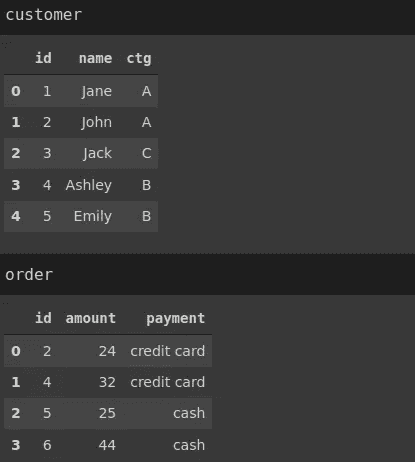 customer
id name ctg
0 1 Jane A
1 2 John A
2 3 Jack C
3 4 Ashley B
4 5 Emily B
order
id amount payment
0 2 24 credit card
1 4 32 credit card
2 5 25 cash
3 6 44 cash